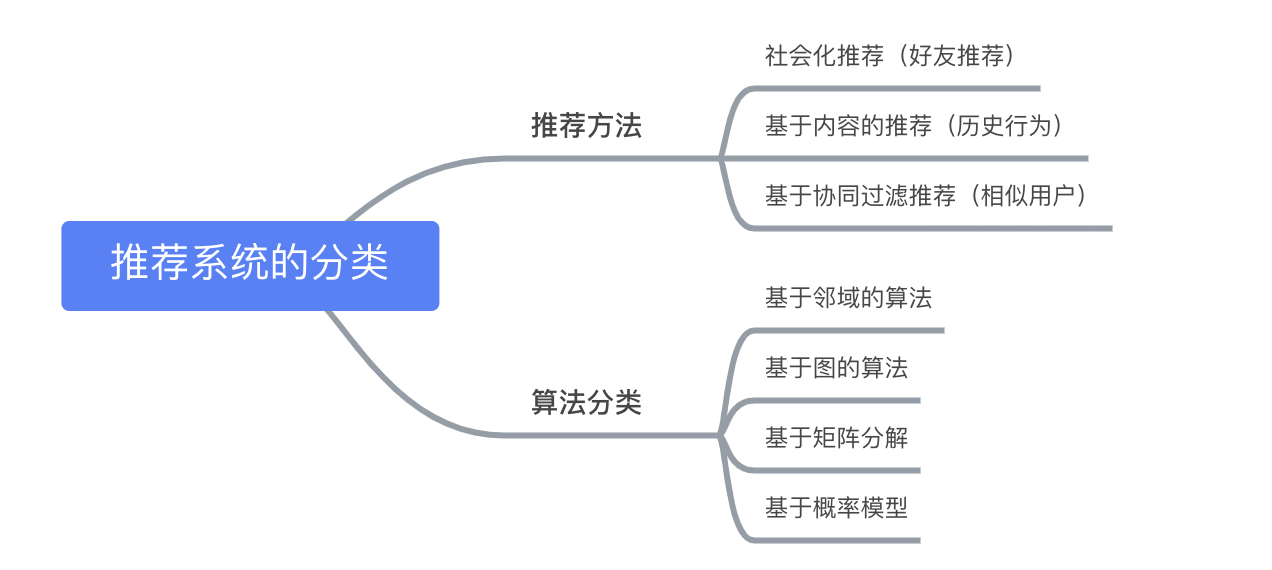 推荐系统的分类
推荐方法
社会化推荐（好友推荐）
基于内容的推荐（历史行为）
基于协同过滤推荐（相似用户）
算法分类
基于邻域的算法
基于图的算法
基于矩阵分解
基于概率模型